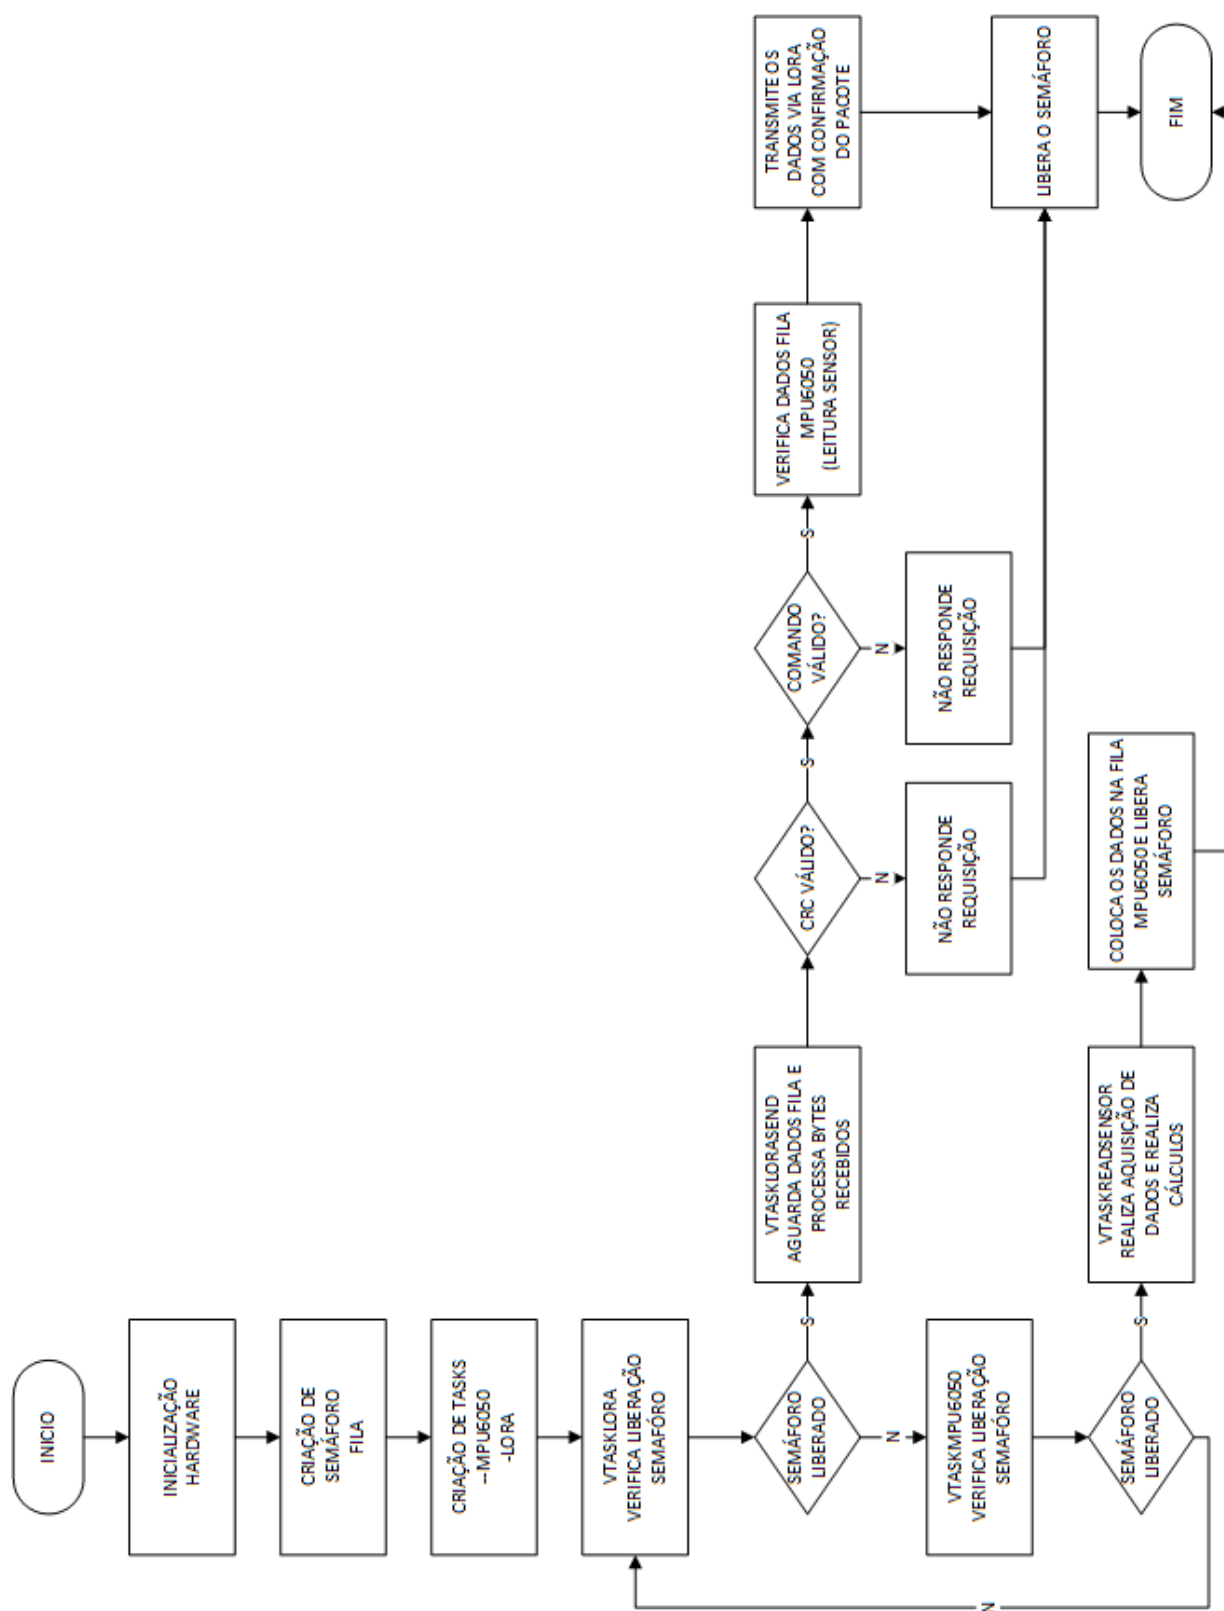 INICIO
INICIALIZAÇÃO
HARDWARE
CRIAÇÃO DE
SEMÁFORO
FILA
CRIAÇÃO DE TASKS
--MPU6050
-LORA
VTASKLORA
VERIFICA LIBERAÇÃO
SEMAFÓRO
SEMÁFORO
LIBERADO
S
VTASKLORASEND
AGUARDA DADOS FILA E
PROCESSA BYTES
RECEBIDOS
CRC VÁLIDO?
S
COMANDO
VÁLIDO?
S
VERIFICA DADOS FILA
MPU6050
(LEITURA SENSOR)
TRANSMITE OS
DADOS VIA LORA
COM CONFIRMAÇÃO
DO PACOTE
N
NÃO RESPONDE
REQUISIÇÃO
N
NÃO RESPONDE
REQUISIÇÃO
LIBERA O SEMÁFORO
FIM
N
VTASKMPU6050
VERIFICA LIBERAÇÃO
SEMAFÓRO
SEMÁFORO
LIBERADO
S
VTASKREADSENSOR
REALIZA AQUISIÇÃO DE
DADOS E REALIZA
CÁLCULOS
COLOCA OS DADOS NA FILA
MPU6050 E LIBERA
SEMÁFORO
N